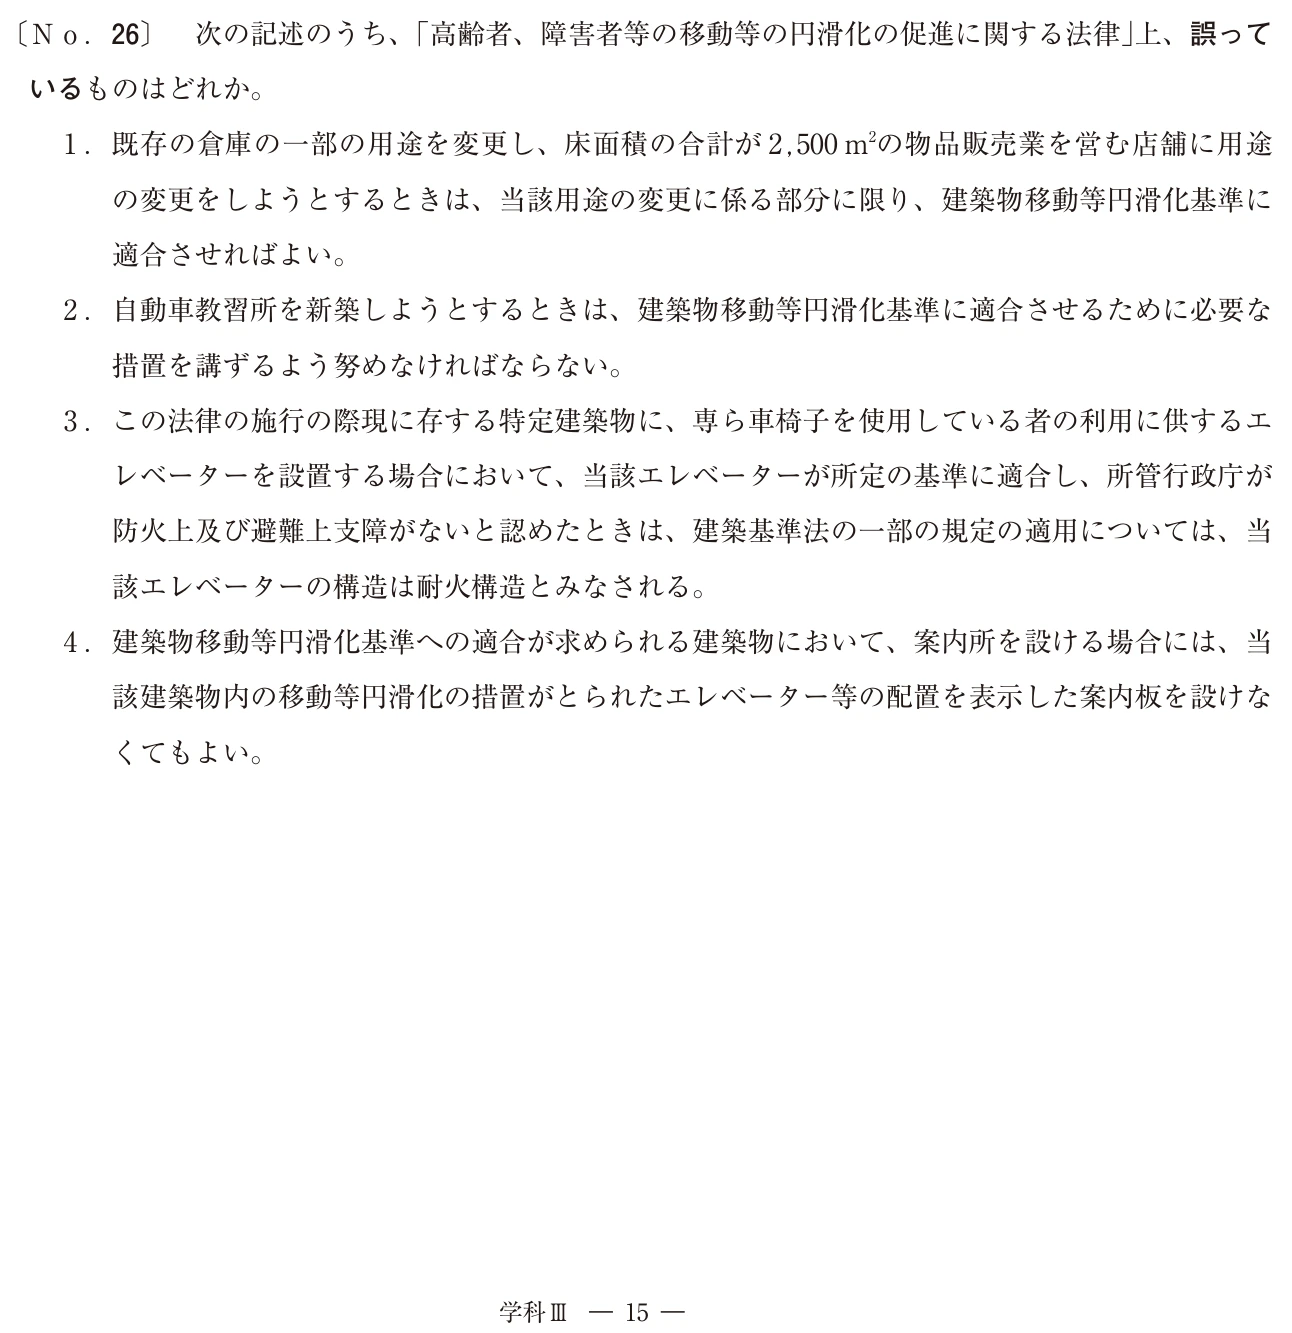 〔Ｎｏ．26〕　次の記述のうち、「高齢者、障害者等の移動等の円滑化の促進に関する法律」上、誤って
いるものはどれか。
１．既存の倉庫の一部の用途を変更し、床面積の合計が 2,500 m²の物品販売業を営む店舗に用途
の変更をしようとするときは、当該用途の変更に係る部分に限り、建築物移動等円滑化基準に
適合させればよい。
２．自動車教習所を新築しようとするときは、建築物移動等円滑化基準に適合させるために必要な
措置を講ずるよう努めなければならない。
３．この法律の施行の際現に存する特定建築物に、専ら車椅子を使用している者の利用に供するエ
レベーターを設置する場合において、当該エレベーターが所定の基準に適合し、所管行政庁が
防火上及び避難上支障がないと認めたときは、建築基準法の一部の規定の適用については、当
該エレベーターの構造は耐火構造とみなされる。
４．建築物移動等円滑化基準への適合が求められる建築物において、案内所を設ける場合には、当
該建築物内の移動等円滑化の措置がとられたエレベーター等の配置を表示した案内板を設けな
くてもよい。
学科Ⅲ　― 15 ―